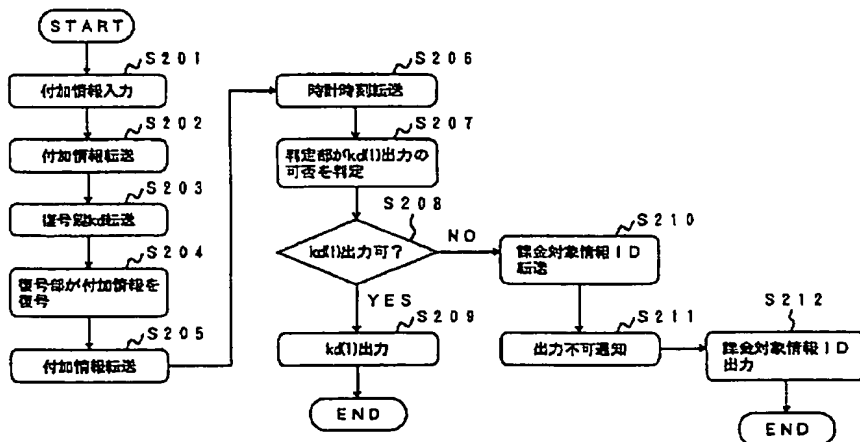 START
S201
付加情報入力
S202
付加情報転送
S203
復号鍵kd転送
S204
復号部が付加情報を
復号
S205
付加情報転送
S206
時計時刻転送
S207
判定部がkd(1)出力の
可否を判定
S208
kd(1)出力可?
NO
YES
S209
kd(1)出力
END
S210
課金対象情報ID
転送
S211
出力不可通知
S212
課金対象情報ID
出力
END